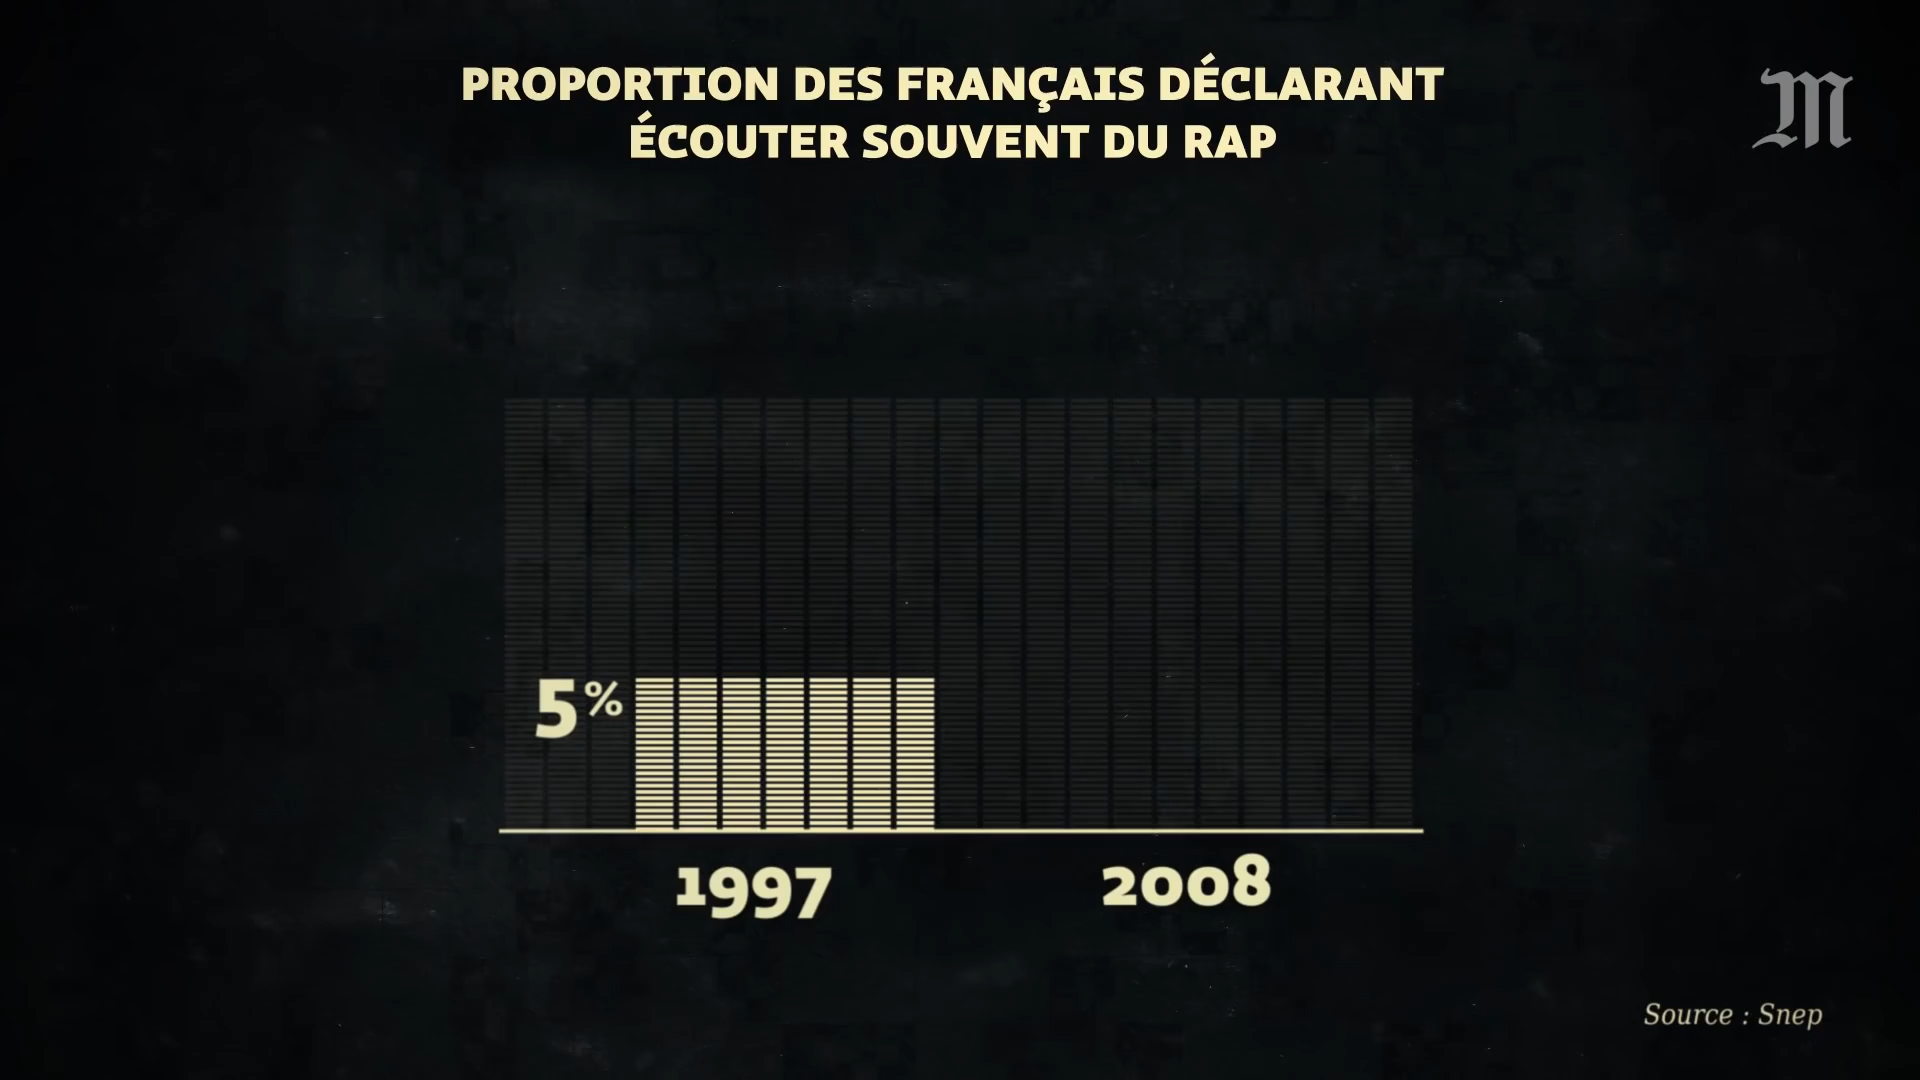 PROPORTION DES FRANÇAIS DÉCLARANT
ÉCOUTER SOUVENT DU RAP
M
5%
1997
2008
Source : Snep